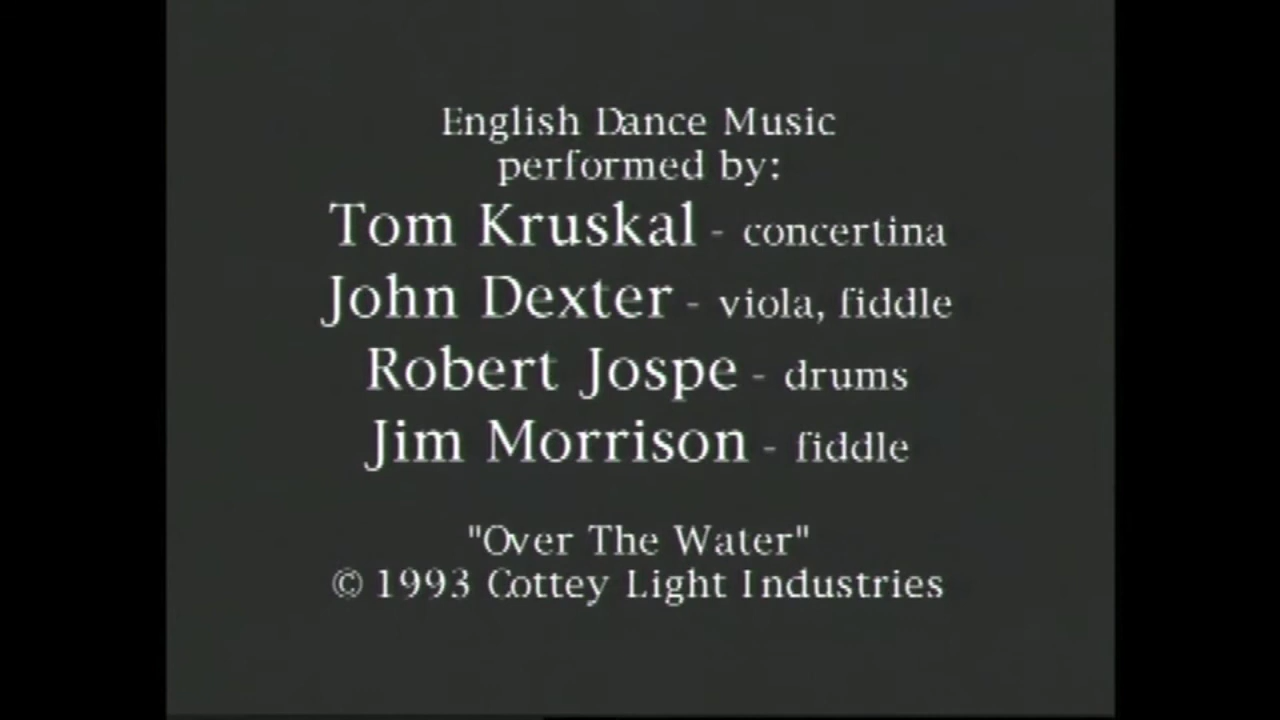 English Dance Music
performed by:
Tom Kruskal - concertina
John Dexter - viola, fiddle
Robert Jospe - drums
Jim Morrison - fiddle
"Over The Water"
© 1993 Cottey Light Industries